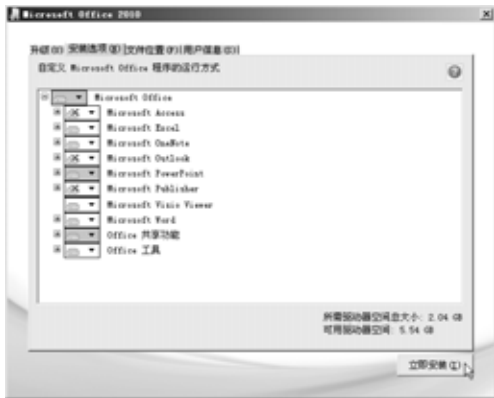 Microsoft Office 2010
升级(G) 安装选项(N) 文件位置(F) 用户信息(S)
自定义 Microsoft Office 程序的运行方式
Microsoft Office
Microsoft Access
Microsoft Excel
Microsoft OneNote
Microsoft Outlook
Microsoft PowerPoint
Microsoft Publisher
Microsoft Visio Viewer
Microsoft Word
Office 共享功能
Office 工具
所需驱动器空间总大小: 2.04 GB
可用驱动器空间: 5.54 GB
立即安装(I)